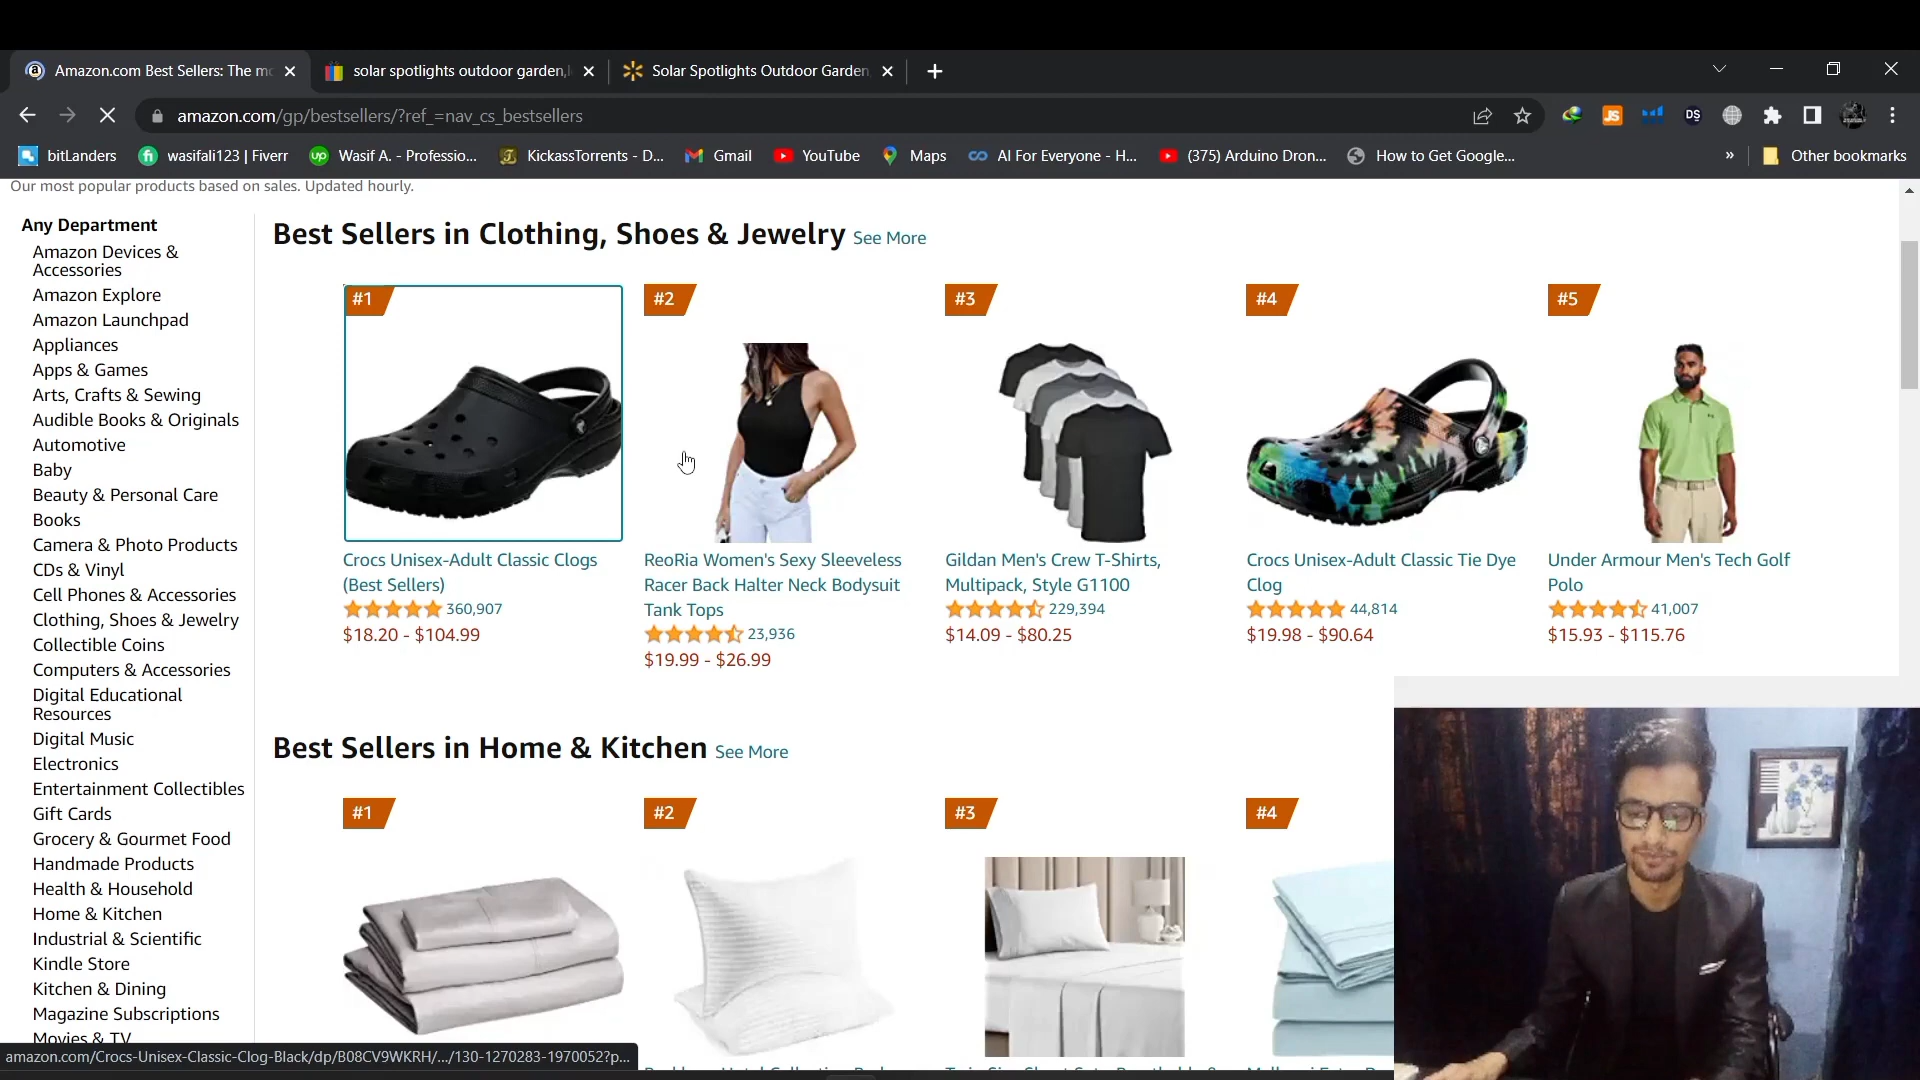 Amazon.com Best Sellers: The mo
solar spotlights outdoor garden,l
Solar Spotlights Outdoor Garden,
amazon.com/gp/bestsellers/?ref_=nav_cs_bestsellers
JS
DS
bitLanders
wasifali123 | Fiverr
Wasif A. - Professio...
KickassTorrents - D...
Gmail
YouTube
Maps
AI For Everyone - H...
(375) Arduino Dron...
How to Get Google...
»
Other bookmarks
Our most popular products based on sales. Updated hourly.
Any Department
Amazon Devices &
Accessories
Amazon Explore
Amazon Launchpad
Appliances
Apps & Games
Arts, Crafts & Sewing
Audible Books & Originals
Automotive
Baby
Beauty & Personal Care
Books
Camera & Photo Products
CDs & Vinyl
Cell Phones & Accessories
Clothing, Shoes & Jewelry
Collectible Coins
Computers & Accessories
Digital Educational
Resources
Digital Music
Electronics
Entertainment Collectibles
Gift Cards
Grocery & Gourmet Food
Handmade Products
Health & Household
Home & Kitchen
Industrial & Scientific
Kindle Store
Kitchen & Dining
Magazine Subscriptions
Movies & TV
Best Sellers in Clothing, Shoes & Jewelry See More
#1
Crocs Unisex-Adult Classic Clogs
(Best Sellers)
360,907
$18.20 - $104.99
#2
ReoRia Women's Sexy Sleeveless
Racer Back Halter Neck Bodysuit
Tank Tops
23,936
$19.99 - $26.99
#3
Gildan Men's Crew T-Shirts,
Multipack, Style G1100
229,394
$14.09 - $80.25
#4
Crocs Unisex-Adult Classic Tie Dye
Clog
44,814
$19.98 - $90.64
#5
Under Armour Men's Tech Golf
Polo
41,007
$15.93 - $115.76
Best Sellers in Home & Kitchen See More
#1
#2
#3
#4
amazon.com/Crocs-Unisex-Classic-Clog-Black/dp/B08CV9WKRH/.../130-1270283-1970052?p...